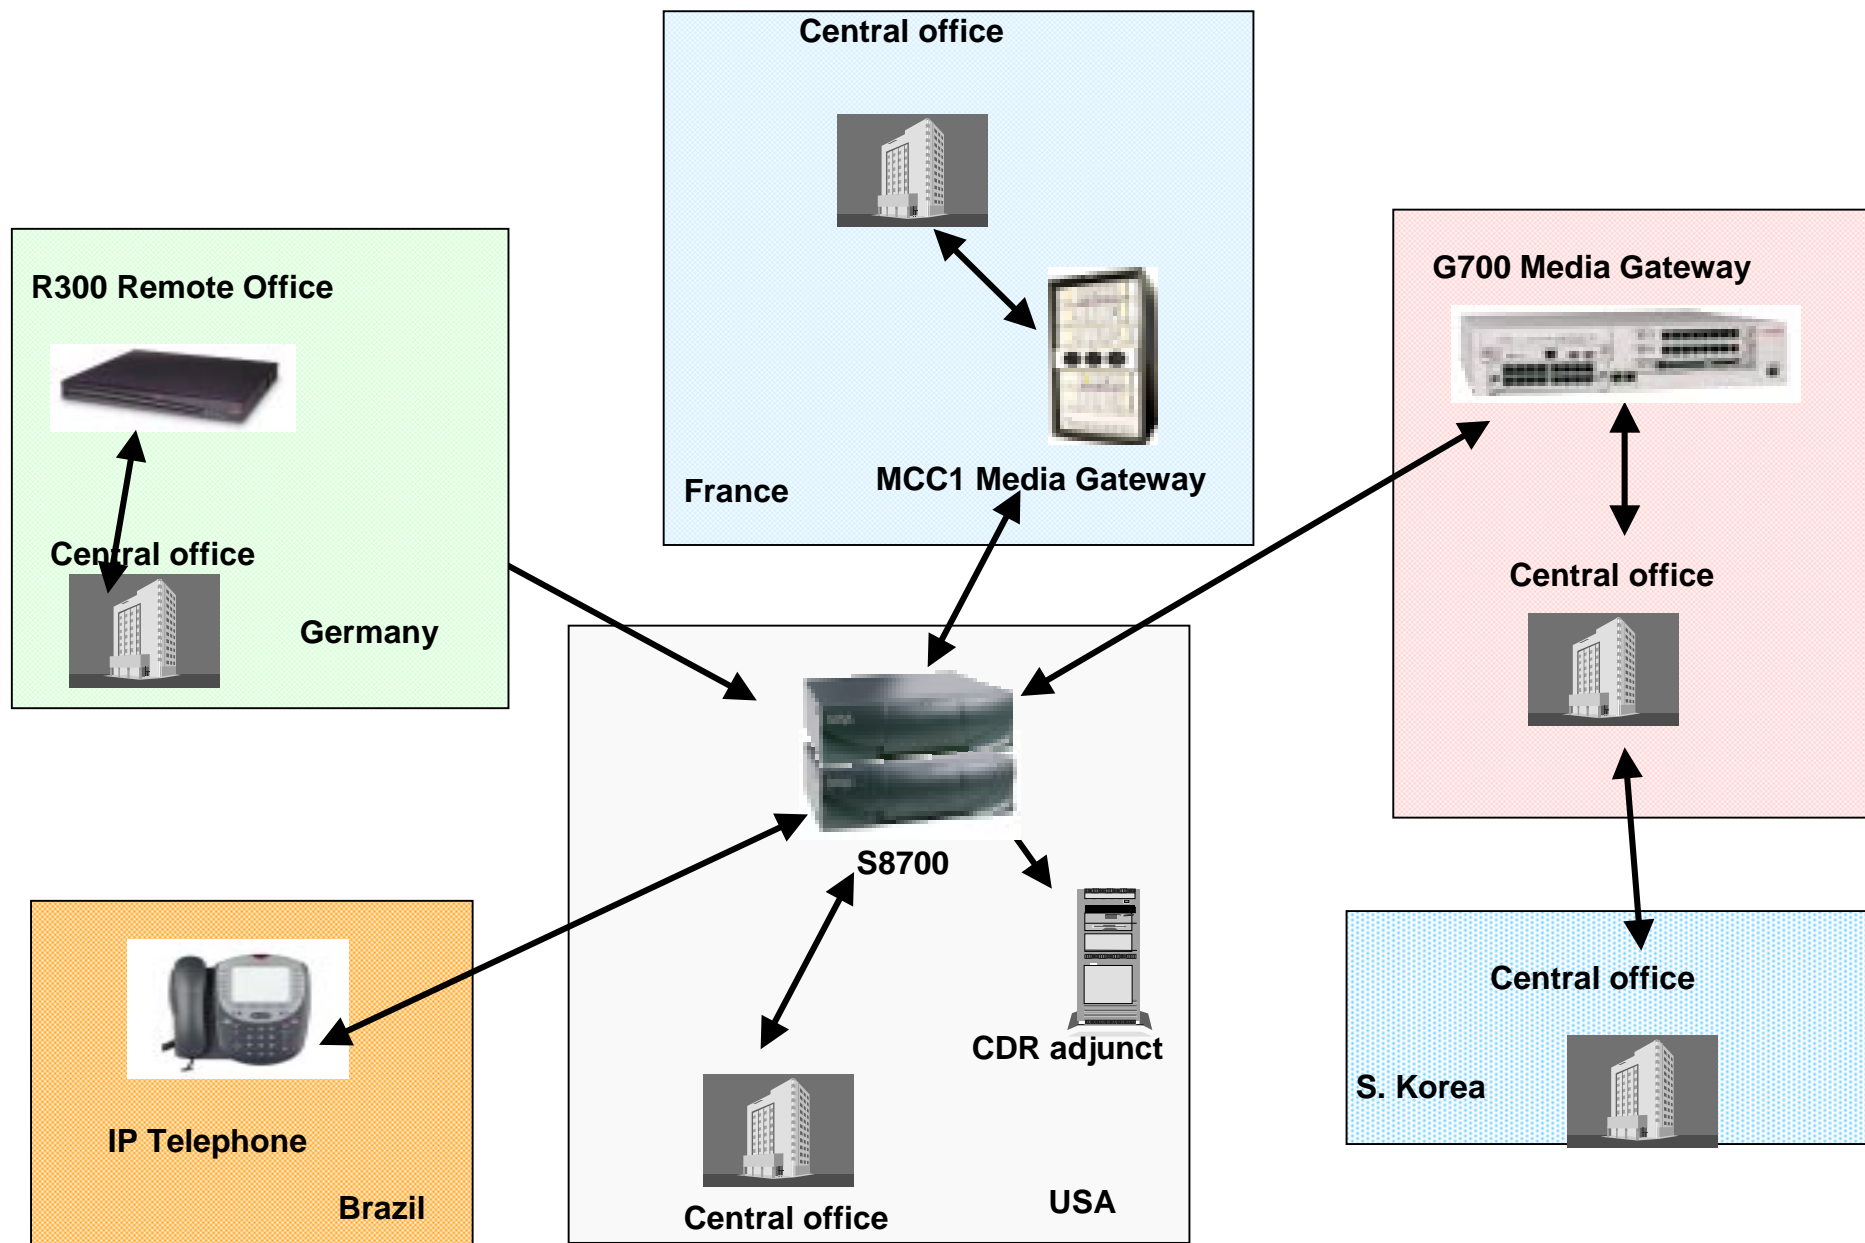 Central office
R300 Remote Office
G700 Media Gateway
MCC1 Media Gateway
France
Central office
Germany
Central office
S8700
CDR adjunct
Central office
S. Korea
IP Telephone
Brazil
Central office
USA